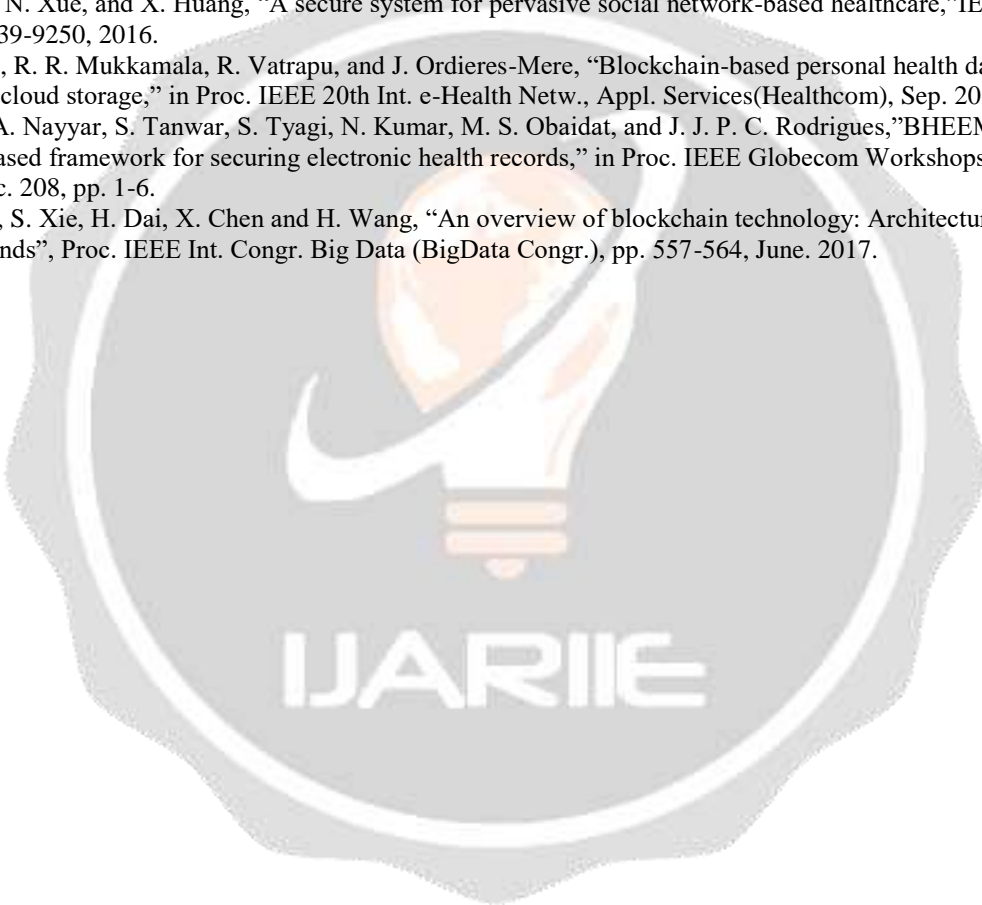 N. Xue, and X. Huang, “A secure system for pervasive social network-based healthcare,”IE
39-9250, 2016.
, R. R. Mukkamala, R. Vatrapu, and J. Ordieres-Mere, “Blockchain-based personal health da
cloud storage,” in Proc. IEEE 20th Int. e-Health Netw., Appl. Services(Healthcom), Sep. 20
A. Nayyar, S. Tanwar, S. Tyagi, N. Kumar, M. S. Obaidat, and J. J. P. C. Rodrigues,”BHEEM
ased framework for securing electronic health records,” in Proc. IEEE Globecom Workshops
c. 208, pp. 1-6.
, S. Xie, H. Dai, X. Chen and H. Wang, “An overview of blockchain technology: Architectur
nds”, Proc. IEEE Int. Congr. Big Data (BigData Congr.), pp. 557-564, June. 2017.
IJARIIE